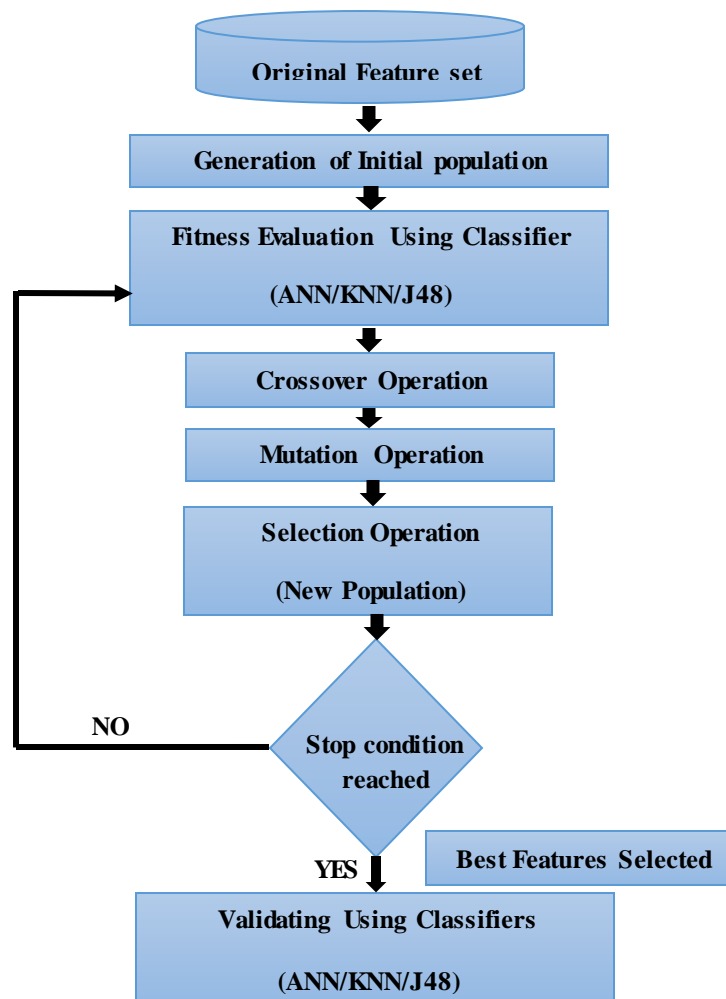 Original Feature set
Generation of Initial population
Fitness Evaluation Using Classifier
(ANN/KNN/J48)
Crossover Operation
Mutation Operation
Selection Operation
(New Population)
NO
Stop condition
reached
YES
Best Features Selected
Validating Using Classifiers
(ANN/KNN/J48)